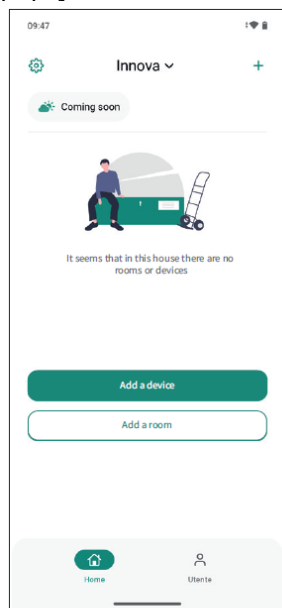 09:47
Innova
Coming soon
It seems that in this house there are no
rooms or devices
Add a device
Add a room
Home
Utente